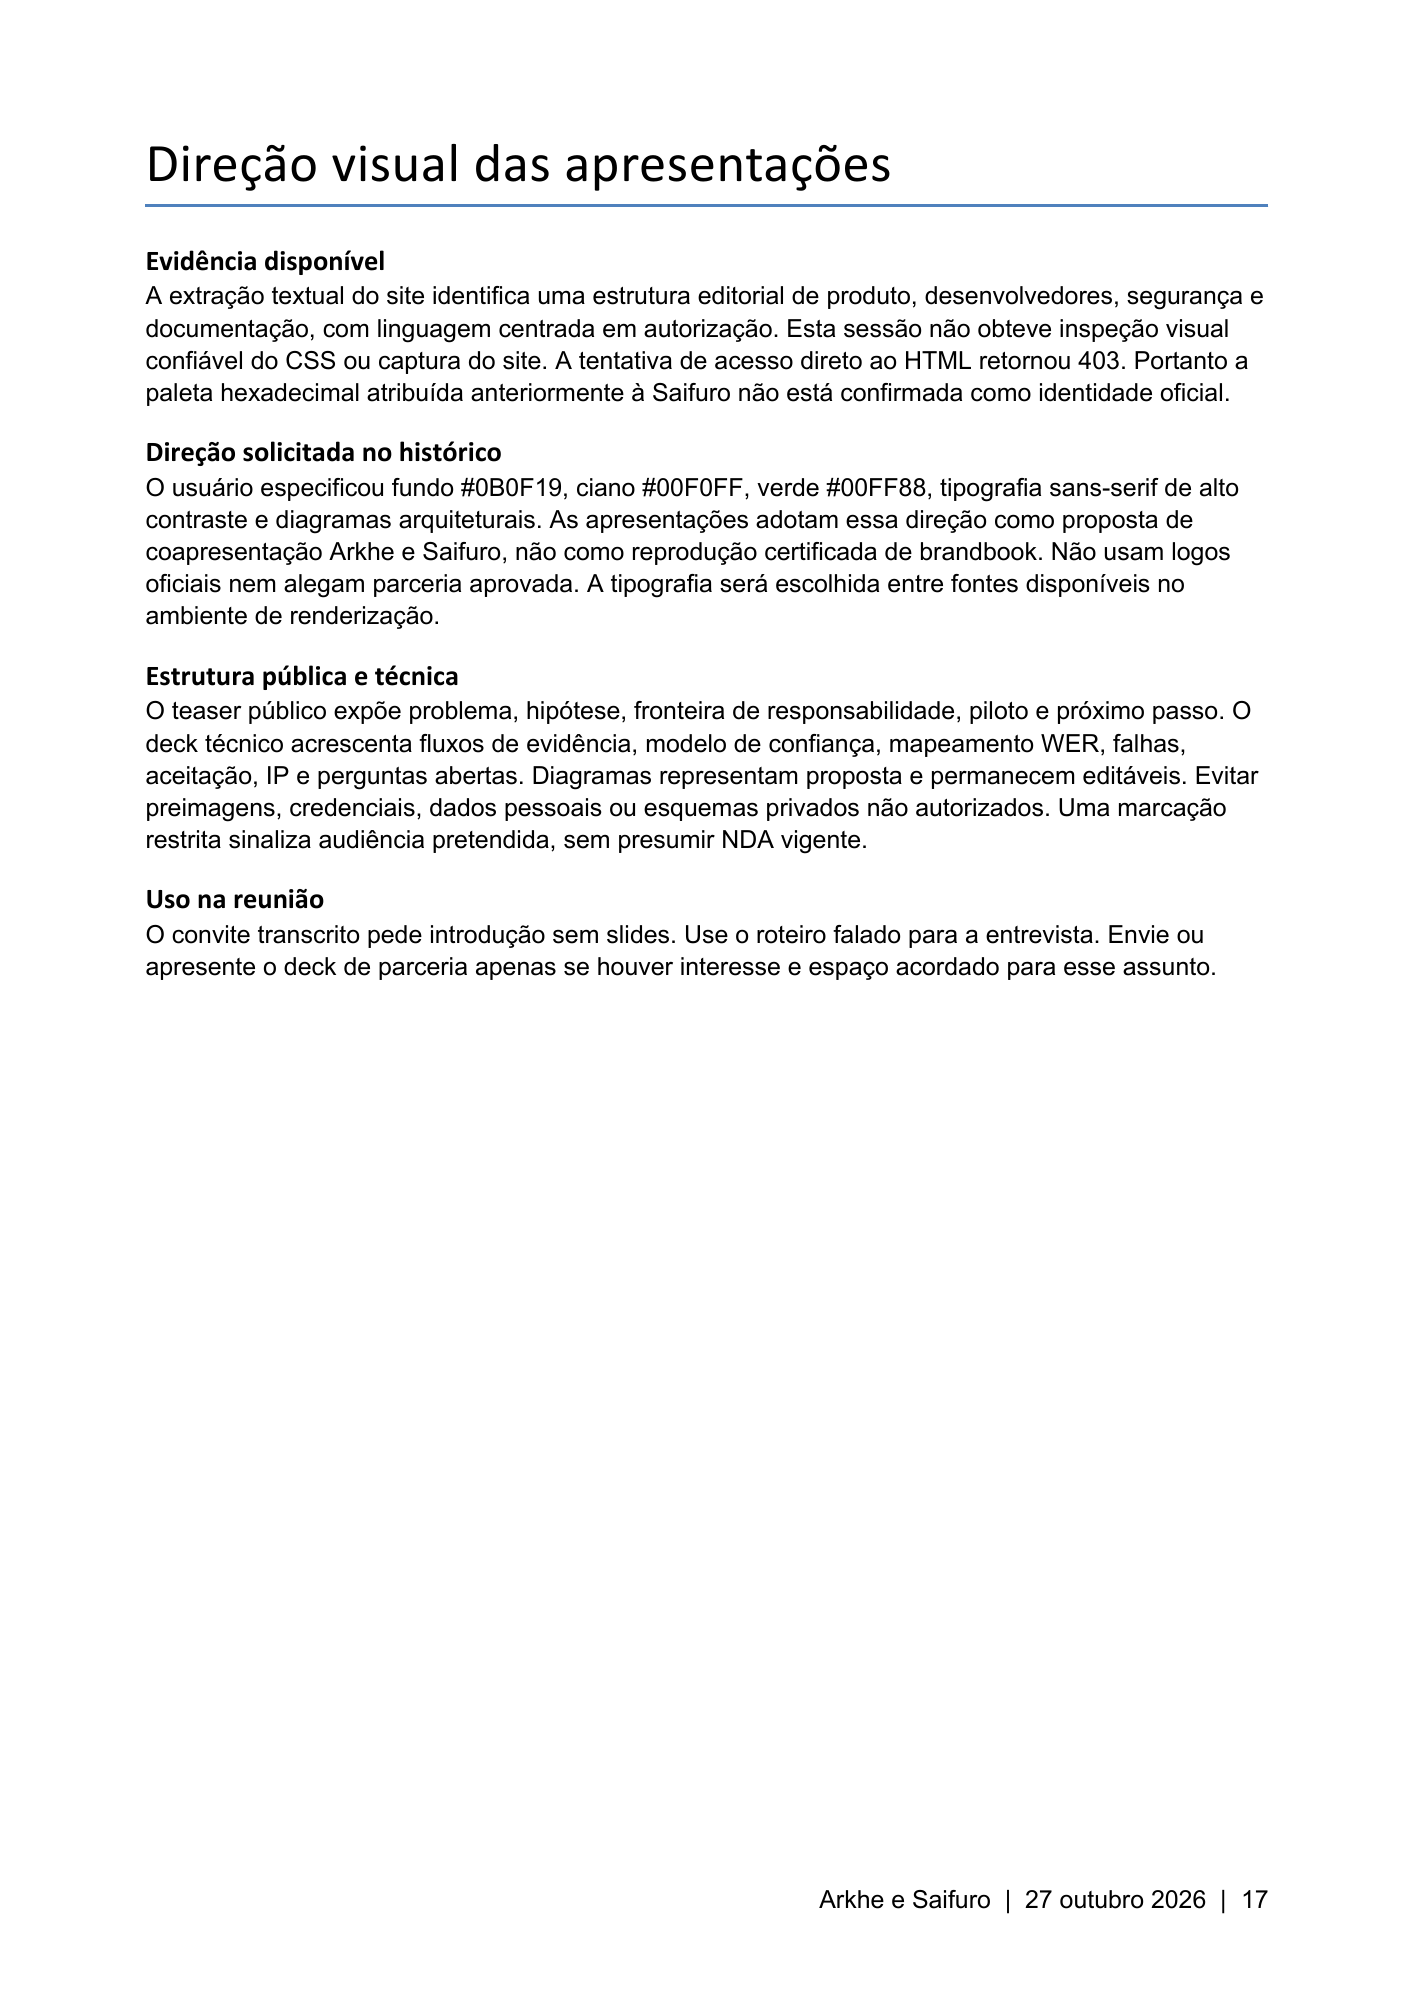 Direção visual das apresentações
Evidência disponível
A extração textual do site identifica uma estrutura editorial de produto, desenvolvedores, segurança e
documentação, com linguagem centrada em autorização. Esta sessão não obteve inspeção visual
confiável do CSS ou captura do site. A tentativa de acesso direto ao HTML retornou 403. Portanto a
paleta hexadecimal atribuída anteriormente à Saifuro não está confirmada como identidade oficial.
Direção solicitada no histórico
O usuário especificou fundo #0B0F19, ciano #00F0FF, verde #00FF88, tipografia sans-serif de alto
contraste e diagramas arquiteturais. As apresentações adotam essa direção como proposta de
coapresentação Arkhe e Saifuro, não como reprodução certificada de brandbook. Não usam logos
oficiais nem alegam parceria aprovada. A tipografia será escolhida entre fontes disponíveis no
ambiente de renderização.
Estrutura pública e técnica
O teaser público expõe problema, hipótese, fronteira de responsabilidade, piloto e próximo passo. O
deck técnico acrescenta fluxos de evidência, modelo de confiança, mapeamento WER, falhas,
aceitação, IP e perguntas abertas. Diagramas representam proposta e permanecem editáveis. Evitar
preimagens, credenciais, dados pessoais ou esquemas privados não autorizados. Uma marcação
restrita sinaliza audiência pretendida, sem presumir NDA vigente.
Uso na reunião
O convite transcrito pede introdução sem slides. Use o roteiro falado para a entrevista. Envie ou
apresente o deck de parceria apenas se houver interesse e espaço acordado para esse assunto.
Arkhe e Saifuro | 27 outubro 2026 | 17